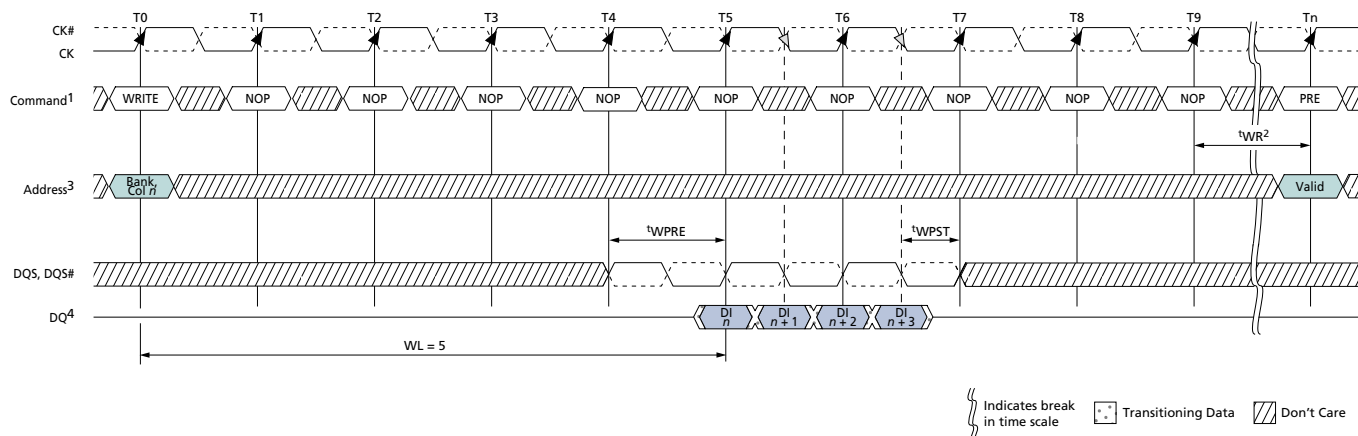 T0 T1 T2 T3 T4 T5 T6 T7 T8 T9 Tn
CK#
CK
Command1 WRITE NOP NOP NOP NOP NOP NOP NOP NOP NOP PRE
tWR2
Address3 Bank, Col n Valid
tWPRE tWPST
DQS, DQS#
DQ4 DI n DI n + 1 DI n + 2 DI n + 3
WL = 5
Indicates break in time scale
Transitioning Data
Don't Care